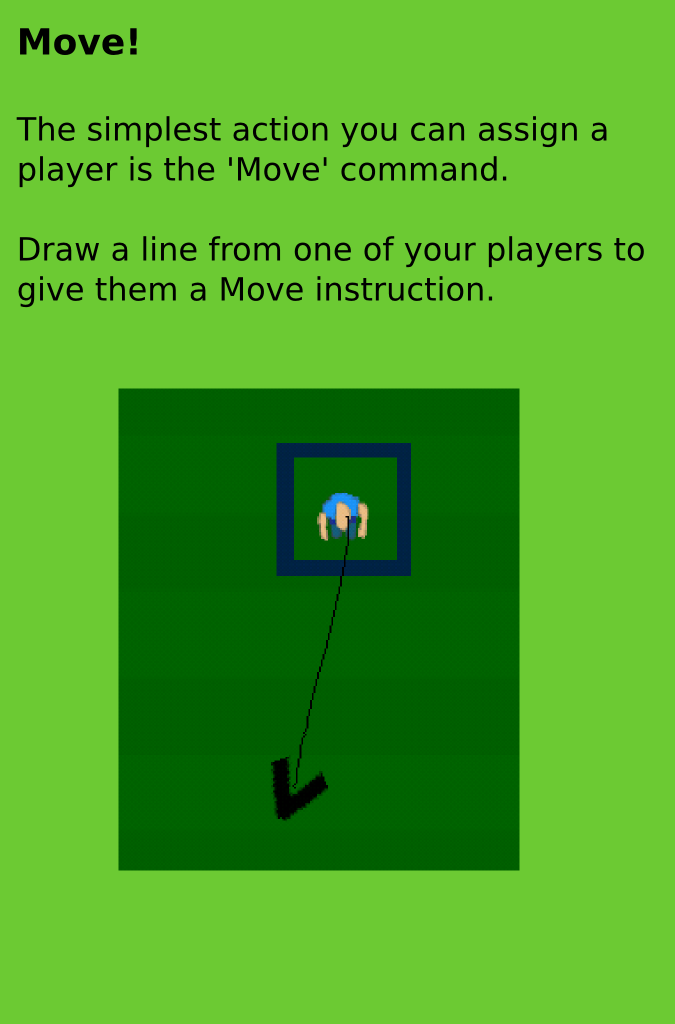 Move!
The simplest action you can assign a
player is the 'Move' command.
Draw a line from one of your players to
give them a Move instruction.